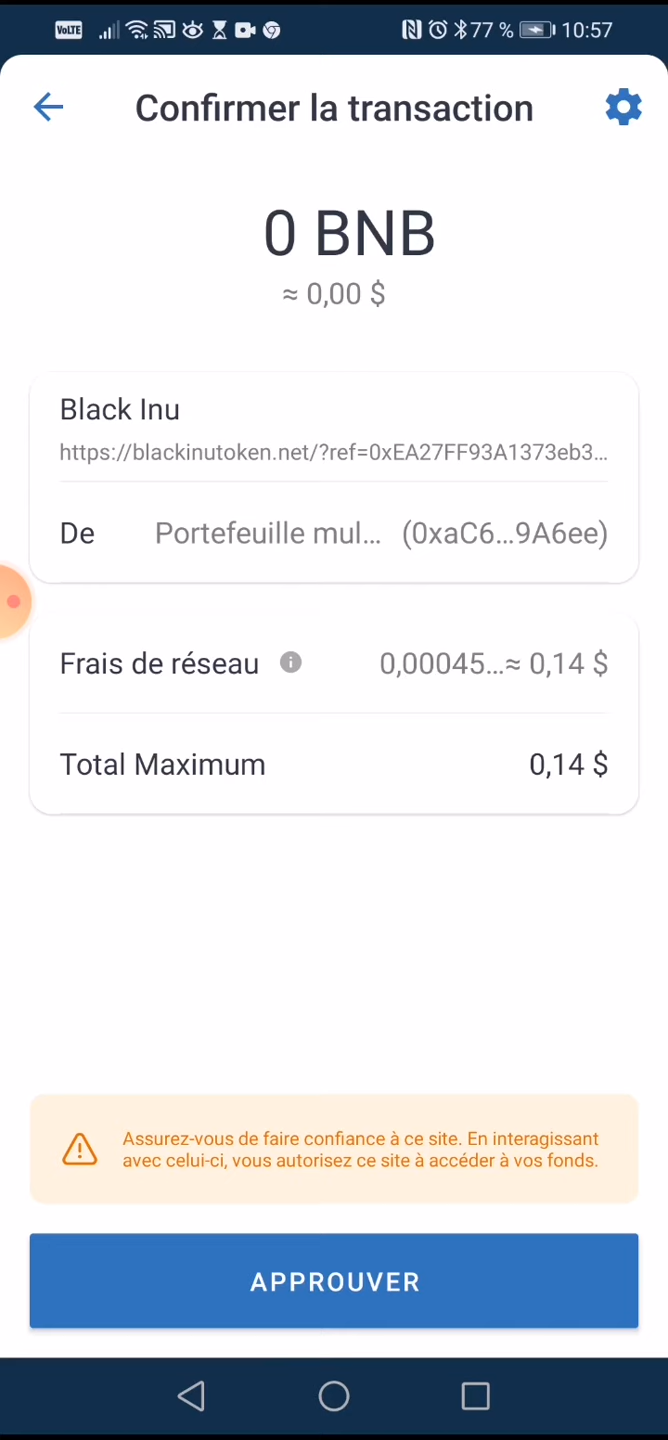 VoLTE 77 % 10:57
Confirmer la transaction
0 BNB
≈ 0,00 $
Black Inu
https://blackinutoken.net/?ref=0xEA27FF93A1373eb3...
De Portefeuille mul... (0xaC6...9A6ee)
Frais de réseau 0,00045...≈ 0,14 $
Total Maximum 0,14 $
Assurez-vous de faire confiance à ce site. En interagissant
avec celui-ci, vous autorisez ce site à accéder à vos fonds.
APPROUVER